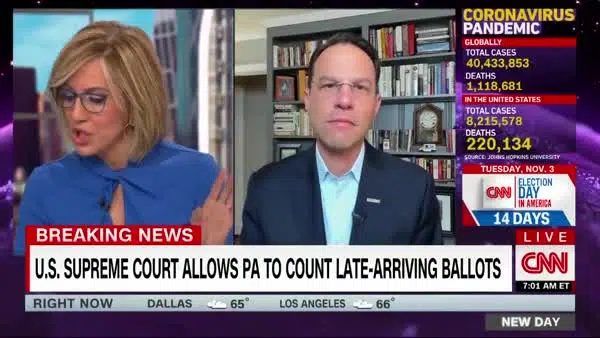 CORONAVIRUS
PANDEMIC
GLOBALLY
TOTAL CASES
40,433,853
DEATHS
1,118,681
IN THE UNITED STATES
TOTAL CASES
8,215,578
DEATHS
220,134
SOURCE: JOHNS HOPKINS UNIVERSITY
TUESDAY, NOV. 3
CNN
ELECTION
DAY
IN AMERICA
14 DAYS
BREAKING NEWS
U.S. SUPREME COURT ALLOWS PA TO COUNT LATE-ARRIVING BALLOTS
LIVE
CNN
7:01 AM ET
RIGHT NOW DALLAS 65° LOS ANGELES 66°
NEW DAY